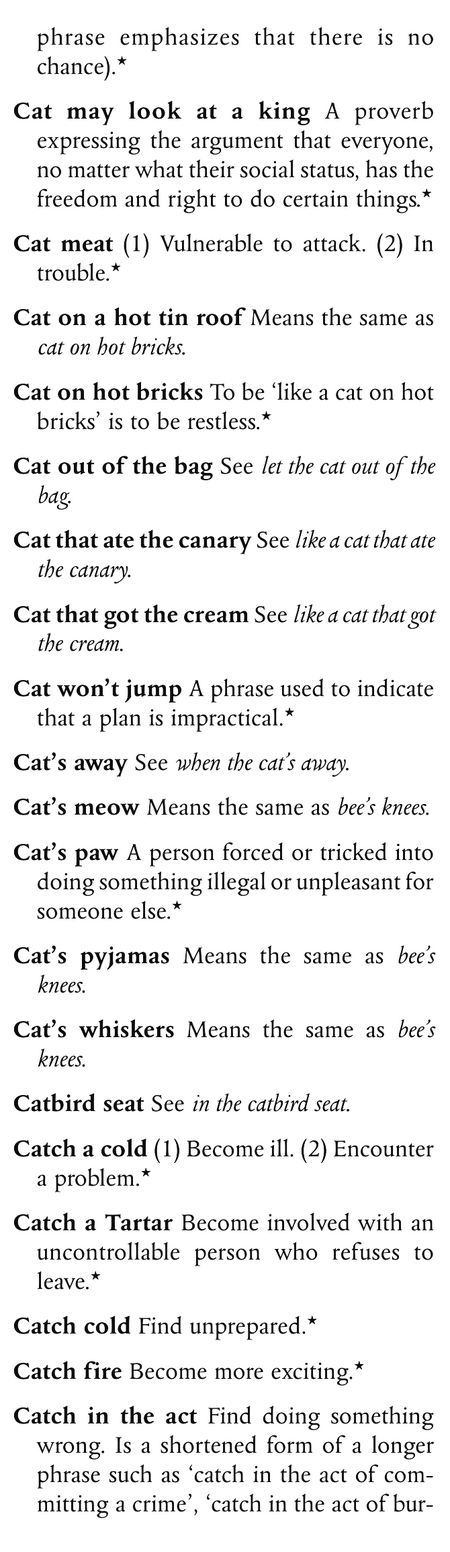 phrase emphasizes that there is no
chance).★
Cat may look at a king A proverb
expressing the argument that everyone,
no matter what their social status, has the
freedom and right to do certain things.★
Cat meat (1) Vulnerable to attack. (2) In
trouble.★
Cat on a hot tin roof Means the same as
cat on hot bricks.
Cat on hot bricks To be ‘like a cat on hot
bricks’ is to be restless.★
Cat out of the bag See let the cat out of the
bag.
Cat that ate the canary See like a cat that ate
the canary.
Cat that got the cream See like a cat that got
the cream.
Cat won’t jump A phrase used to indicate
that a plan is impractical.★
Cat’s away See when the cat’s away.
Cat’s meow Means the same as bee’s knees.
Cat’s paw A person forced or tricked into
doing something illegal or unpleasant for
someone else.★
Cat’s pyjamas Means the same as bee’s
knees.
Cat’s whiskers Means the same as bee’s
knees.
Catbird seat See in the catbird seat.
Catch a cold (1) Become ill. (2) Encounter
a problem.★
Catch a Tartar Become involved with an
uncontrollable person who refuses to
leave.★
Catch cold Find unprepared.★
Catch fire Become more exciting.★
Catch in the act Find doing something
wrong. Is a shortened form of a longer
phrase such as ‘catch in the act of com-
mitting a crime’, ‘catch in the act of bur-